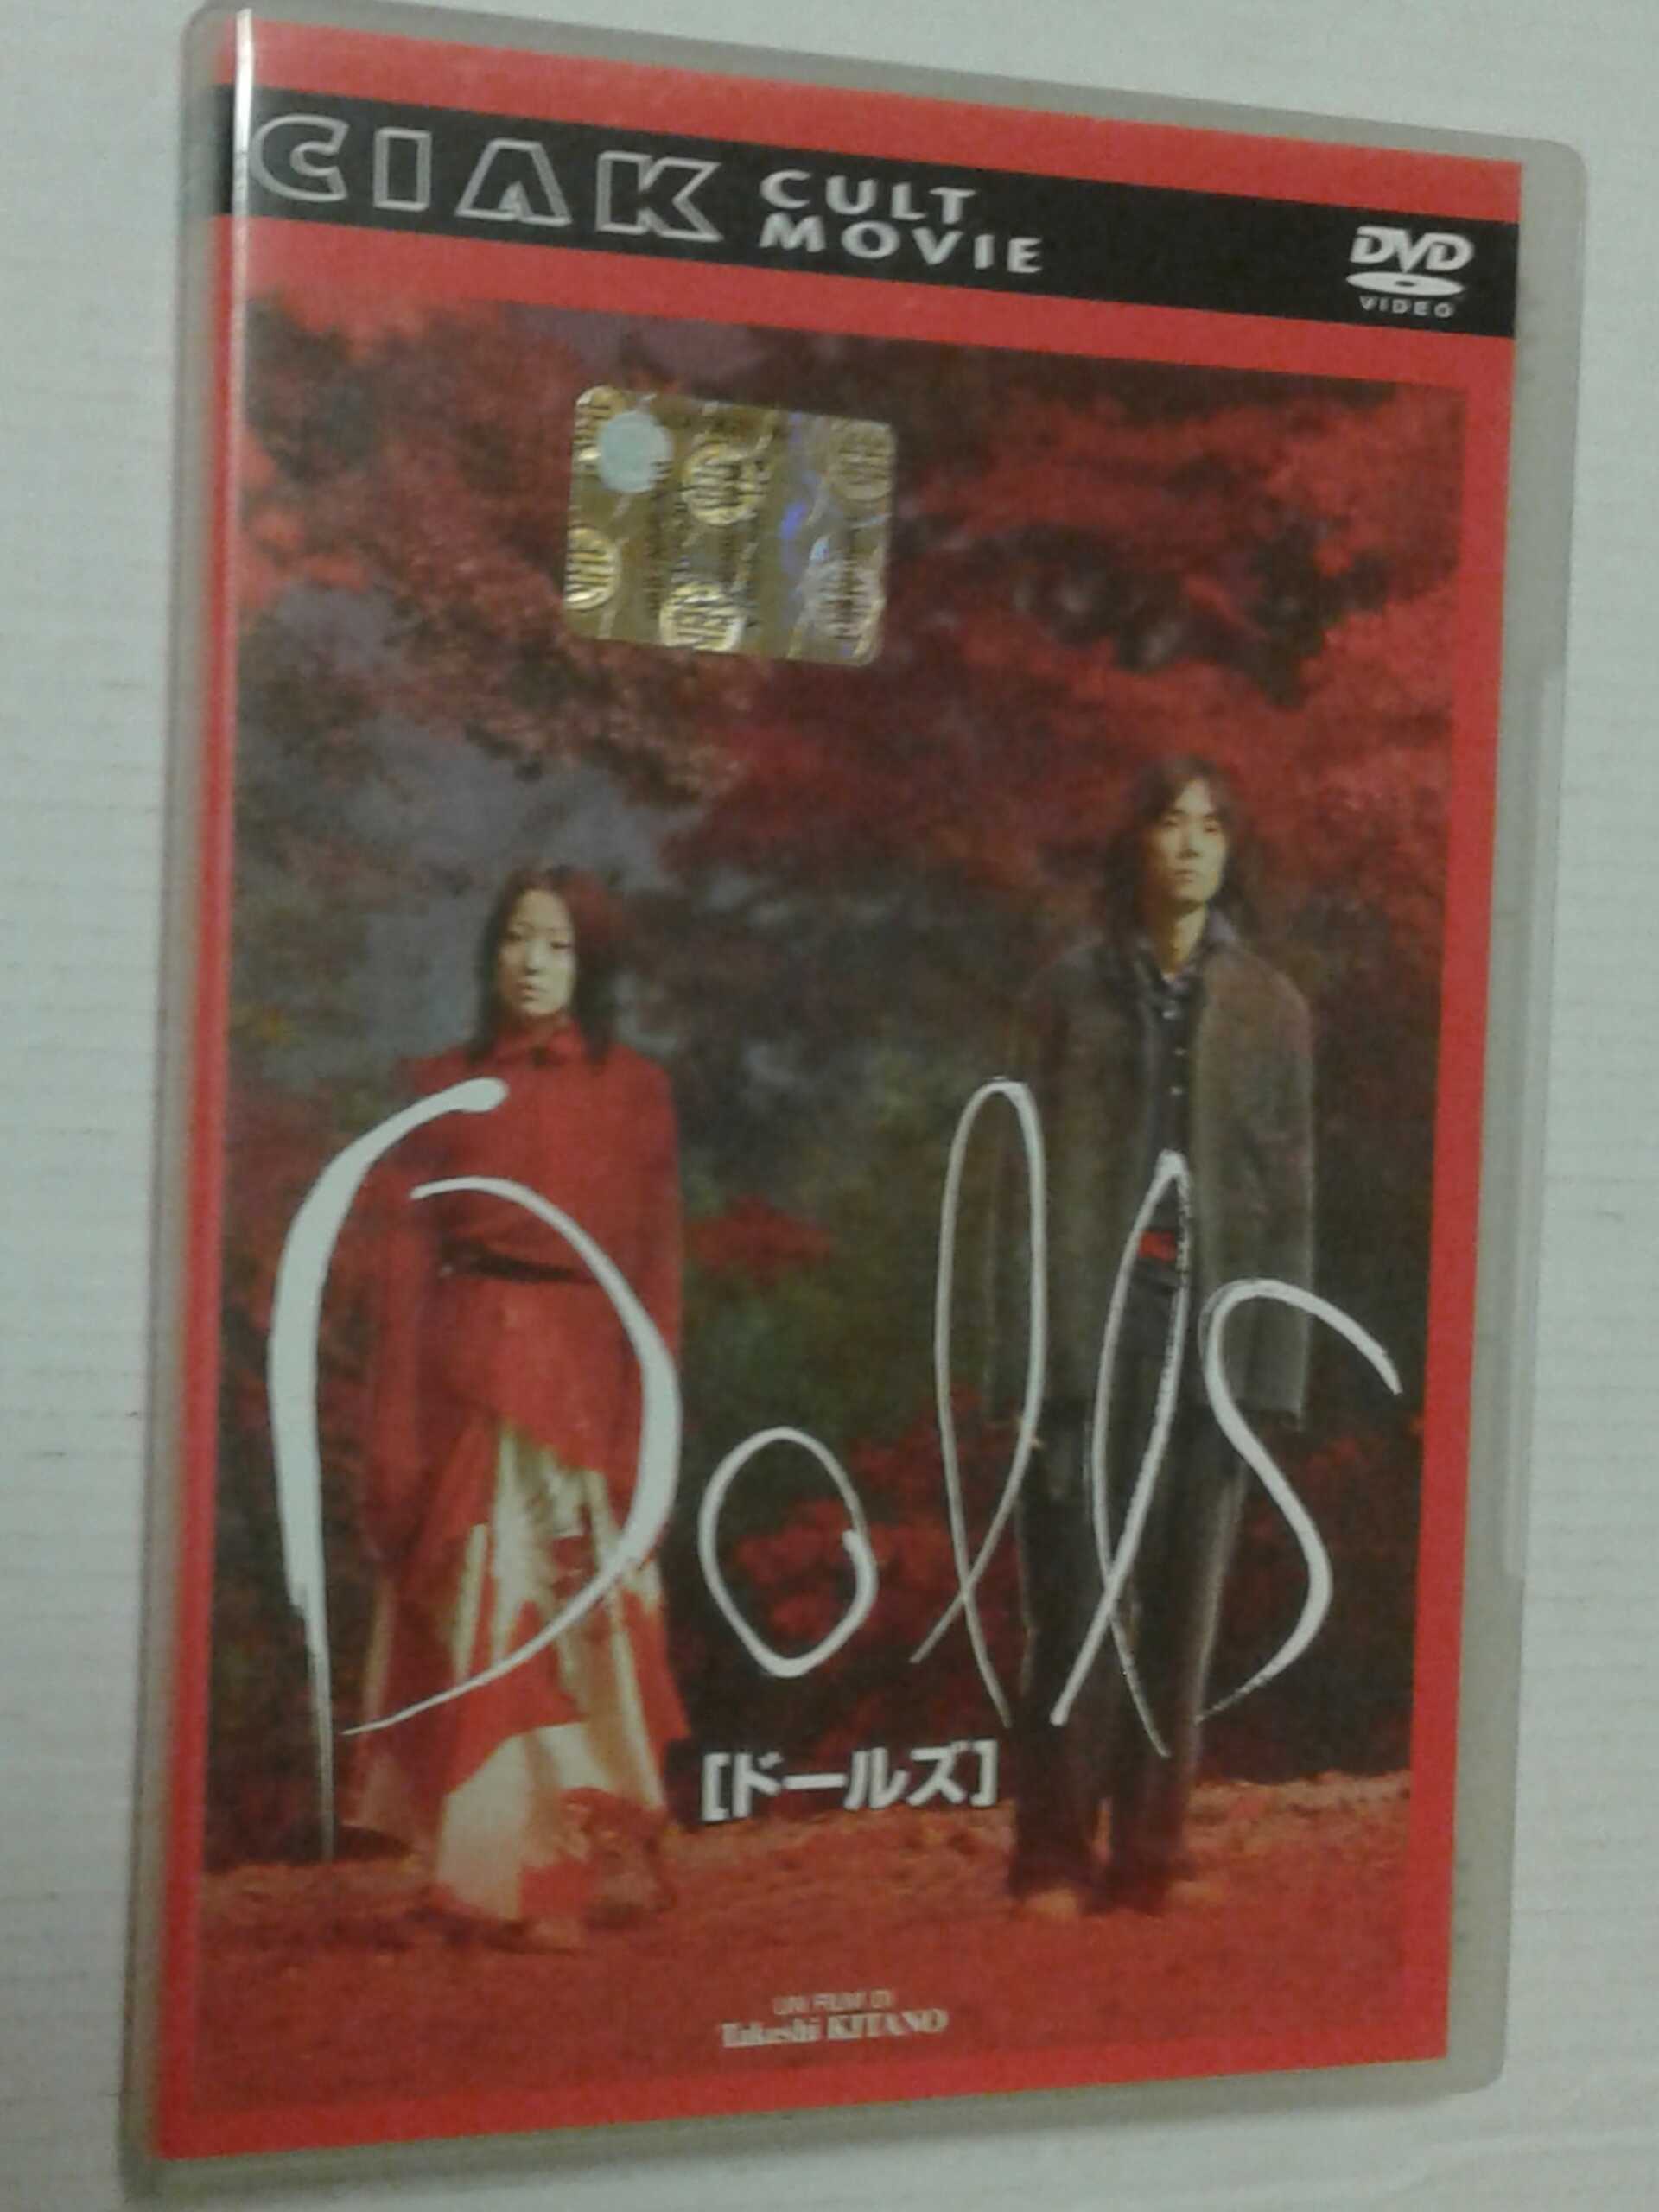 CIAK CULT
MOVIE
DVD
VIDEO
Dolls
[ドールズ]
UN FILM DI
Takeshi KITANO